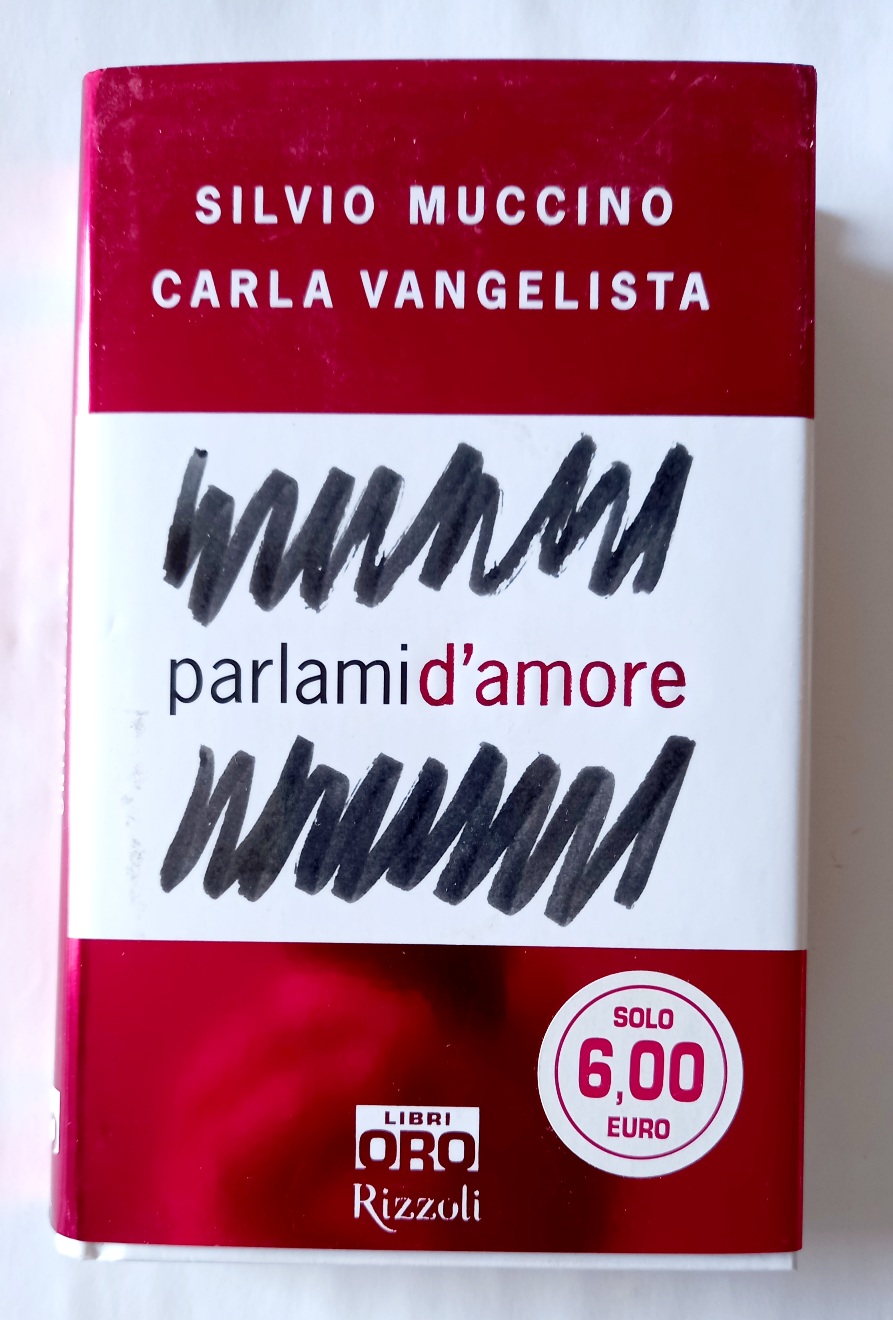 SILVIO MUCCINO
CARLA VANGELISTA
parlamid'amore
SOLO
6,00
EURO
LIBRI
ORO
Rizzoli